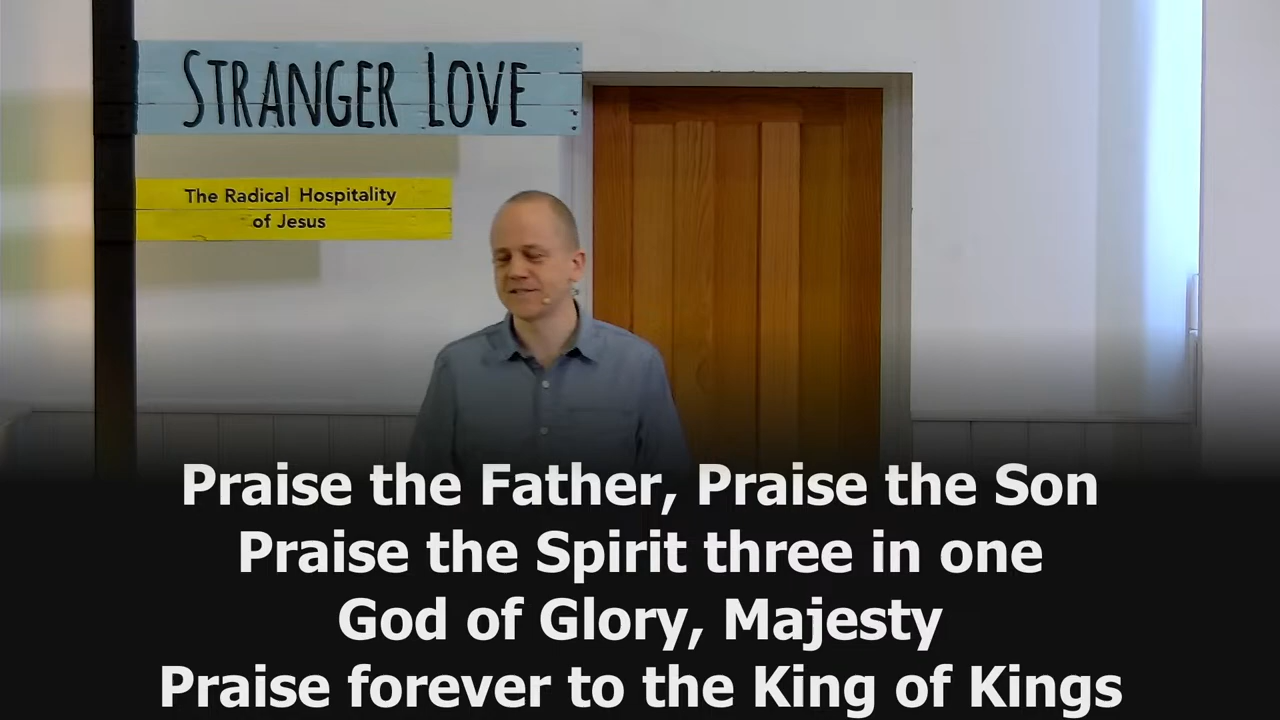 STRANGER LOVE
The Radical Hospitality
of Jesus
Praise the Father, Praise the Son
Praise the Spirit three in one
God of Glory, Majesty
Praise forever to the King of Kings